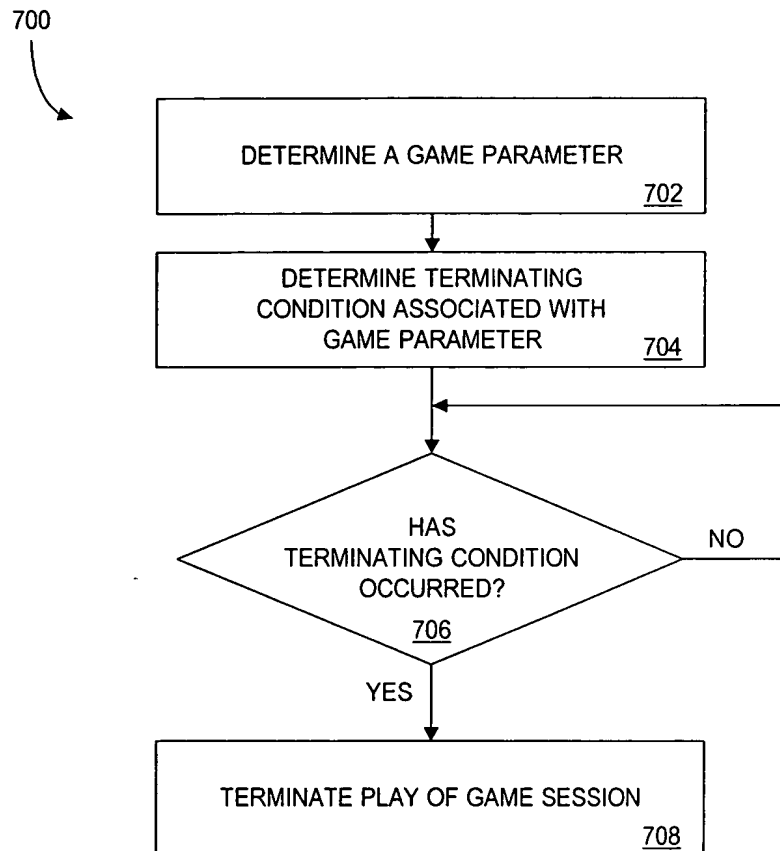 700
DETERMINE A GAME PARAMETER
702
DETERMINE TERMINATING
CONDITION ASSOCIATED WITH
GAME PARAMETER
704
HAS
TERMINATING CONDITION
OCCURRED?
706
NO
YES
TERMINATE PLAY OF GAME SESSION
708